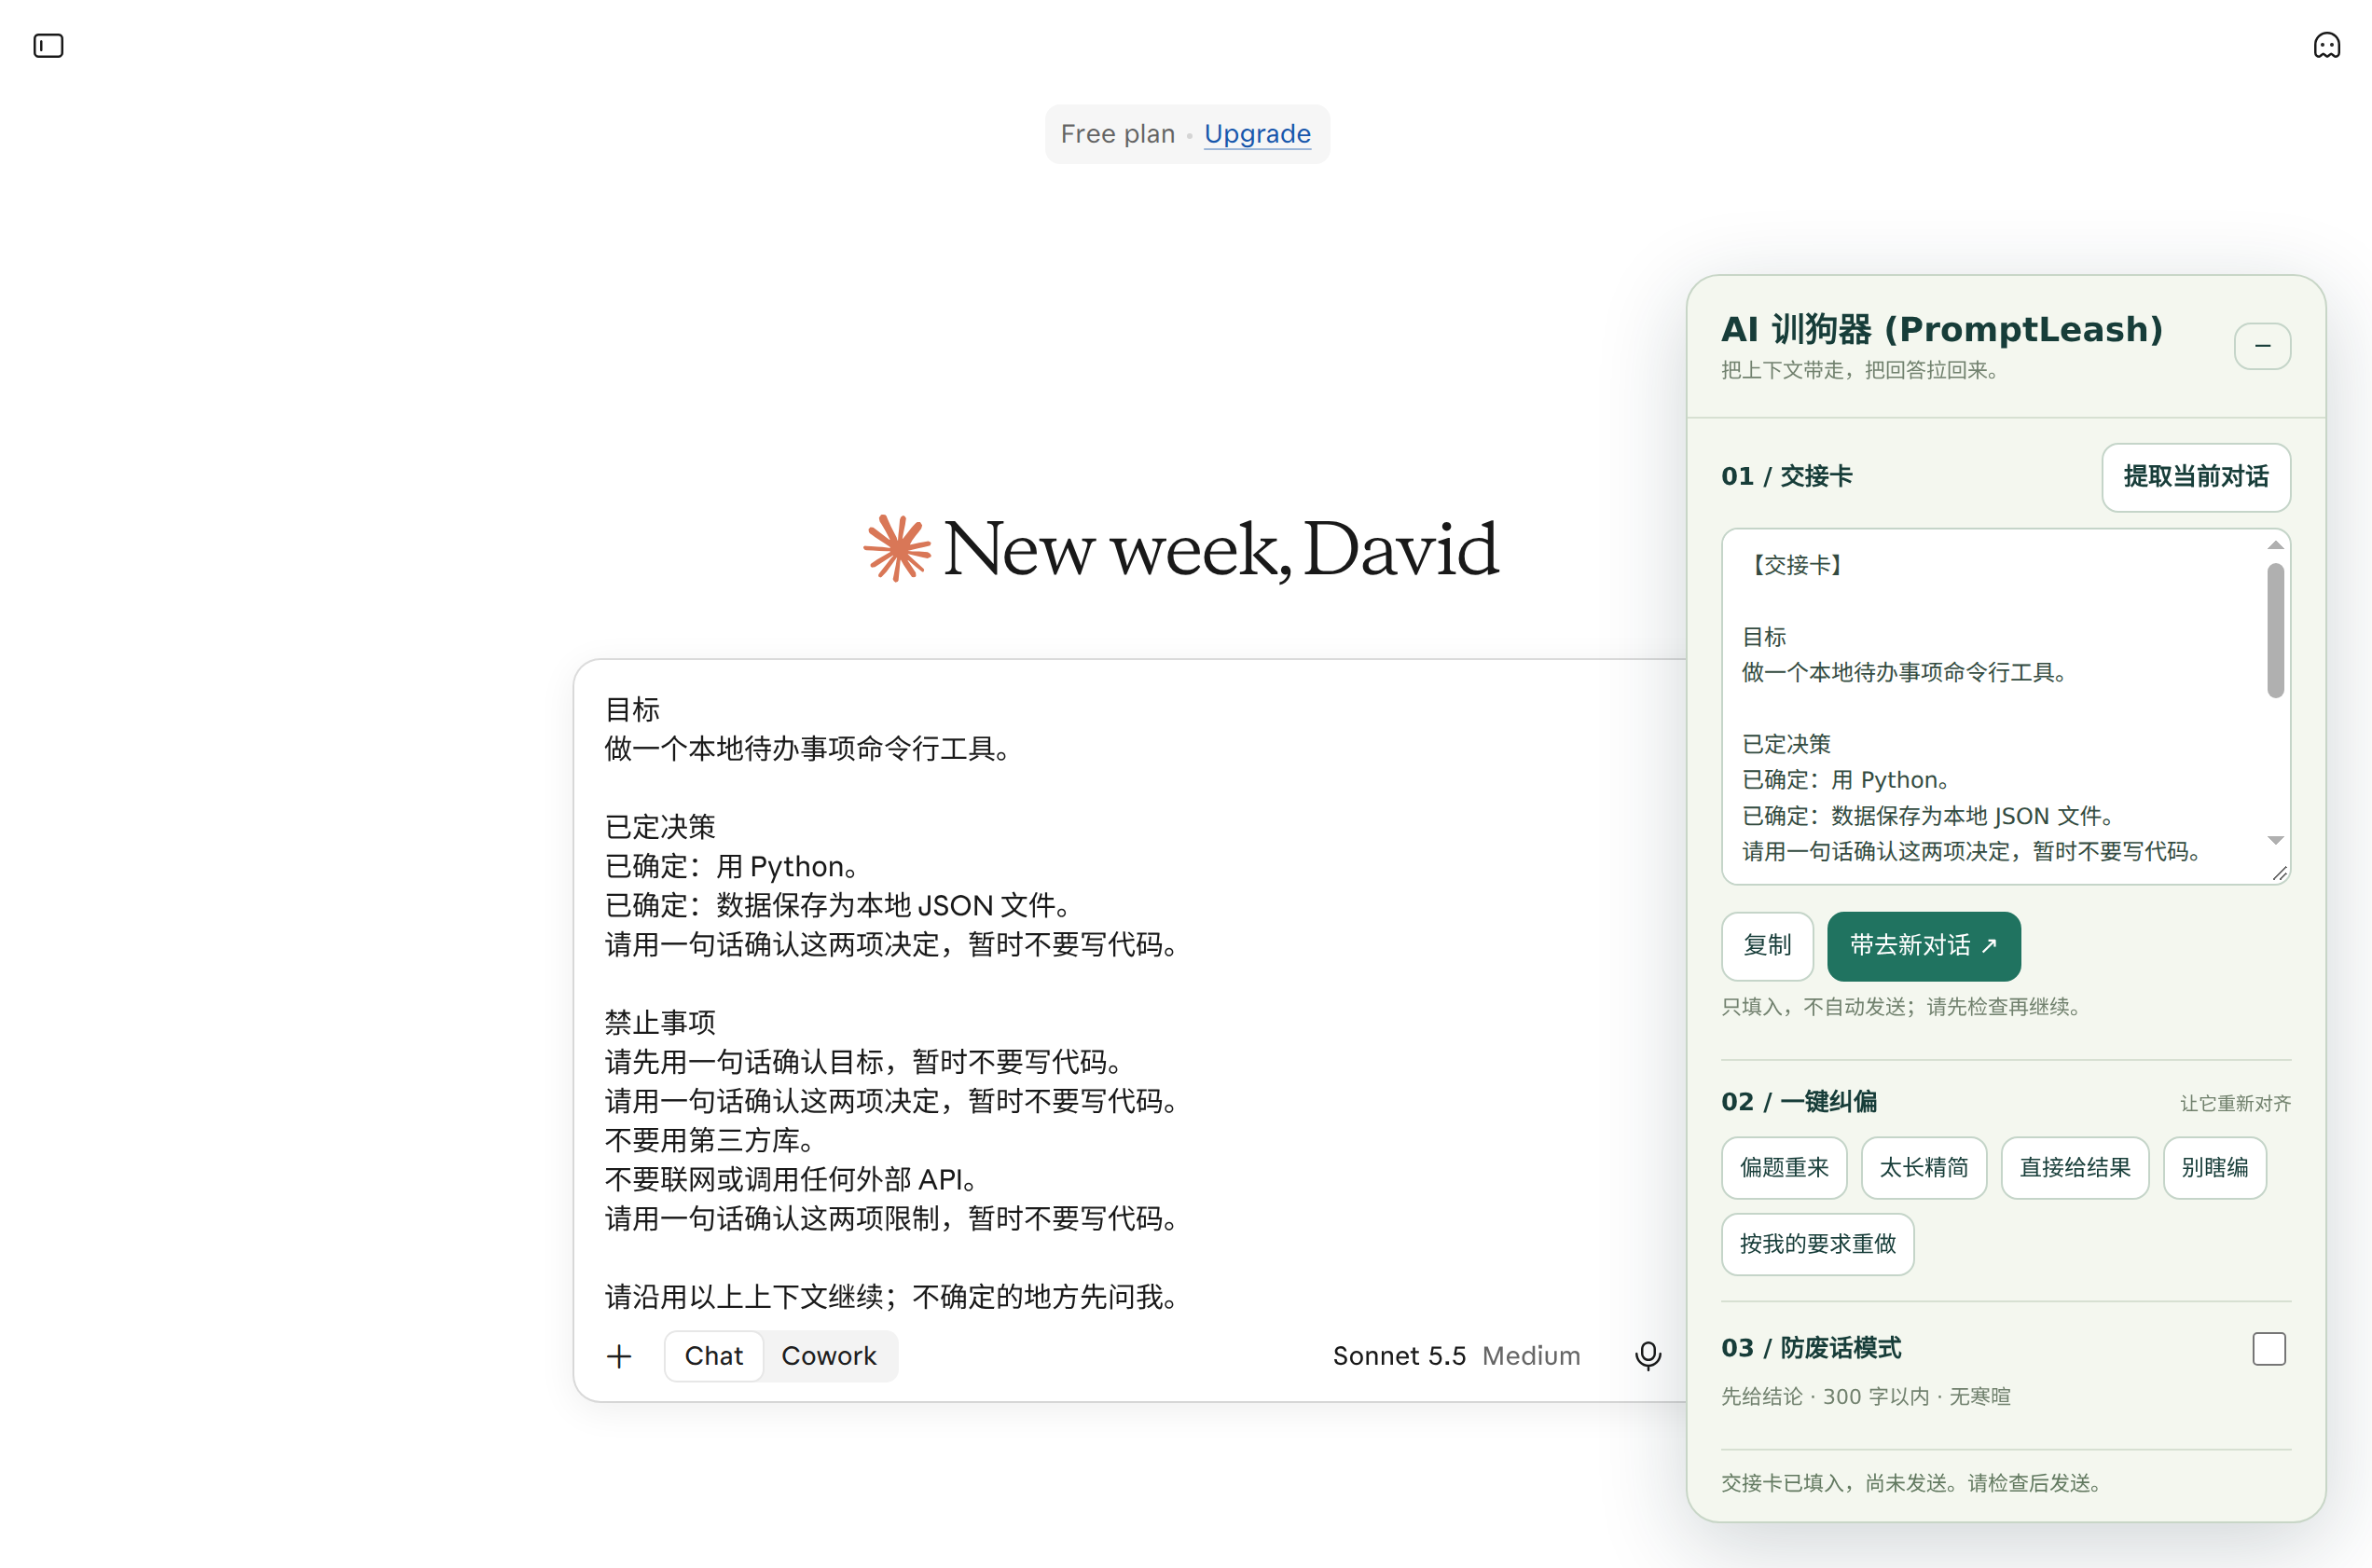 Free plan • Upgrade
New week, David
目标
做一个本地待办事项命令行工具。
已定决策
已确定：用 Python。
已确定：数据保存为本地 JSON 文件。
请用一句话确认这两项决定，暂时不要写代码。
禁止事项
请先用一句话确认目标，暂时不要写代码。
请用一句话确认这两项决定，暂时不要写代码。
不要用第三方库。
不要联网或调用任何外部 API。
请用一句话确认这两项限制，暂时不要写代码。
请沿用以上上下文继续；不确定的地方先问我。
Chat Cowork Sonnet 5.5 Medium
AI 训狗器 (PromptLeash)
把上下文带走，把回答拉回来。
01 / 交接卡 提取当前对话
【交接卡】
目标
做一个本地待办事项命令行工具。
已定决策
已确定：用 Python。
已确定：数据保存为本地 JSON 文件。
请用一句话确认这两项决定，暂时不要写代码。
复制 带去新对话 ↗
只填入，不自动发送；请先检查再继续。
02 / 一键纠偏 让它重新对齐
偏题重来 太长精简 直接给结果 别瞎编
按我的要求重做
03 / 防废话模式
先给结论 · 300 字以内 · 无寒暄
交接卡已填入，尚未发送。请检查后发送。